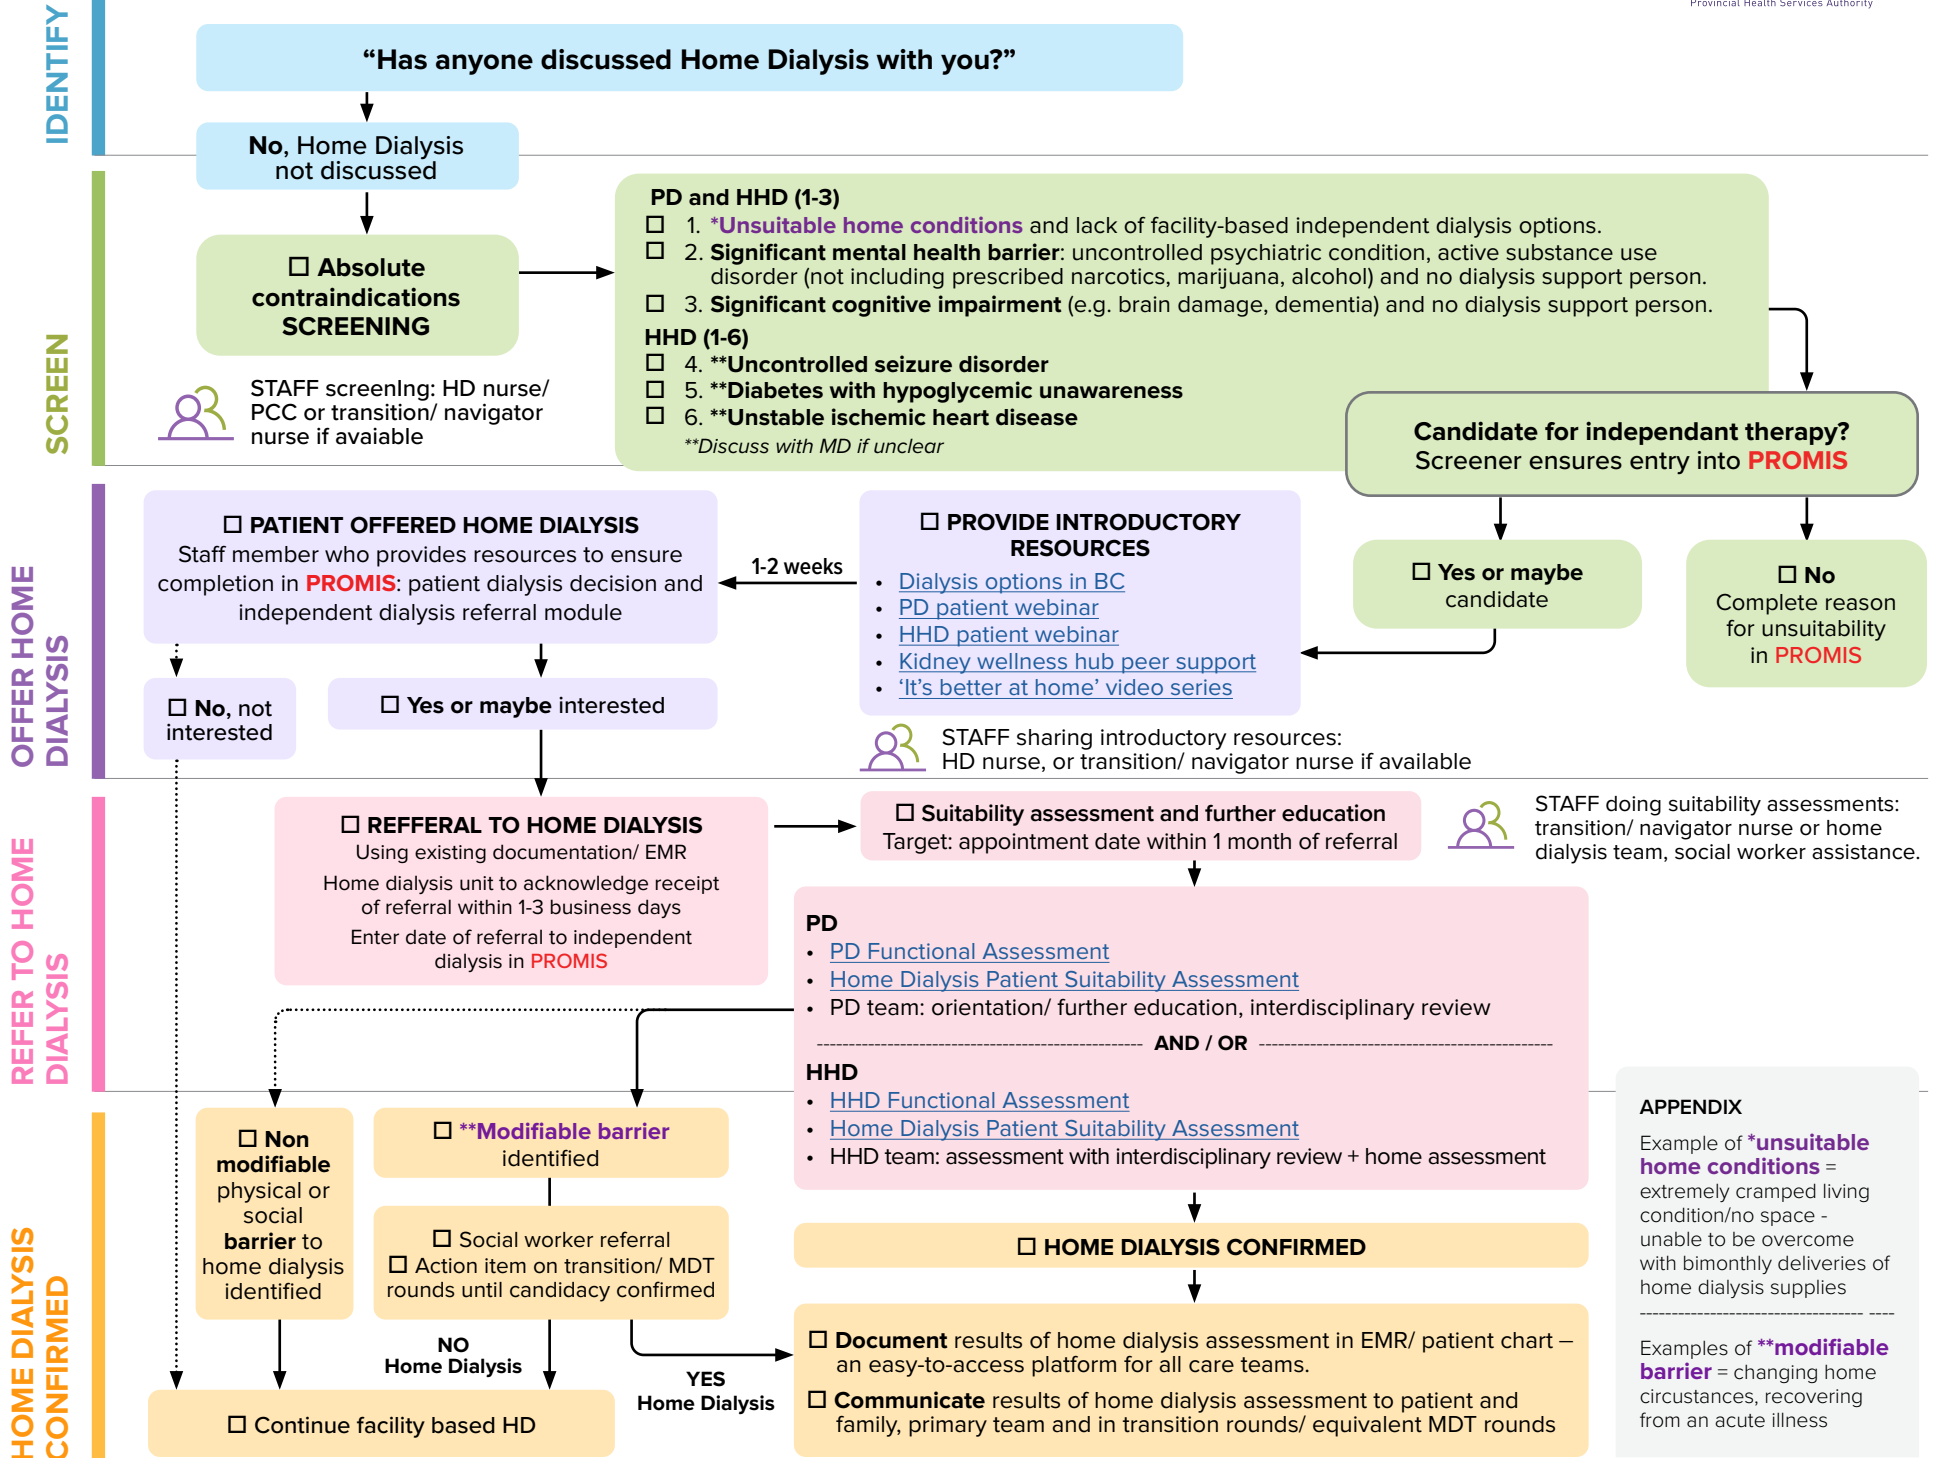 Provincial Health Services Authority
IDENTIFY
“Has anyone discussed Home Dialysis with you?”
No, Home Dialysis
not discussed
SCREEN
☐ Absolute
contraindications
SCREENING
STAFF screenIng: HD nurse/
PCC or transition/ navigator
nurse if avaiable
PD and HHD (1-3)
☐ 1. *Unsuitable home conditions and lack of facility-based independent dialysis options.
☐ 2. Significant mental health barrier: uncontrolled psychiatric condition, active substance use
disorder (not including prescribed narcotics, marijuana, alcohol) and no dialysis support person.
☐ 3. Significant cognitive impairment (e.g. brain damage, dementia) and no dialysis support person.
HHD (1-6)
☐ 4. **Uncontrolled seizure disorder
☐ 5. **Diabetes with hypoglycemic unawareness
☐ 6. **Unstable ischemic heart disease
**Discuss with MD if unclear
Candidate for independant therapy?
Screener ensures entry into PROMIS
☐ Yes or maybe
candidate
☐ No
Complete reason
for unsuitability
in PROMIS
OFFER HOME
DIALYSIS
☐ PROVIDE INTRODUCTORY
RESOURCES
• Dialysis options in BC
• PD patient webinar
• HHD patient webinar
• Kidney wellness hub peer support
• ‘It’s better at home’ video series
STAFF sharing introductory resources:
HD nurse, or transition/ navigator nurse if available
1-2 weeks
☐ PATIENT OFFERED HOME DIALYSIS
Staff member who provides resources to ensure
completion in PROMIS: patient dialysis decision and
independent dialysis referral module
☐ No, not
interested
☐ Yes or maybe interested
REFER TO HOME
DIALYSIS
☐ REFFERAL TO HOME DIALYSIS
Using existing documentation/ EMR
Home dialysis unit to acknowledge receipt
of referral within 1-3 business days
Enter date of referral to independent
dialysis in PROMIS
☐ Suitability assessment and further education
Target: appointment date within 1 month of referral
STAFF doing suitability assessments:
transition/ navigator nurse or home
dialysis team, social worker assistance.
PD
• PD Functional Assessment
• Home Dialysis Patient Suitability Assessment
• PD team: orientation/ further education, interdisciplinary review
AND / OR
HHD
• HHD Functional Assessment
• Home Dialysis Patient Suitability Assessment
• HHD team: assessment with interdisciplinary review + home assessment
HOME DIALYSIS
CONFIRMED
☐ Non
modifiable
physical or
social
barrier to
home dialysis
identified
☐ **Modifiable barrier
identified
☐ Social worker referral
☐ Action item on transition/ MDT
rounds until candidacy confirmed
NO
Home Dialysis
YES
Home Dialysis
☐ Continue facility based HD
☐ HOME DIALYSIS CONFIRMED
☐ Document results of home dialysis assessment in EMR/ patient chart –
an easy-to-access platform for all care teams.
☐ Communicate results of home dialysis assessment to patient and
family, primary team and in transition rounds/ equivalent MDT rounds
APPENDIX
Example of *unsuitable
home conditions =
extremely cramped living
condition/no space -
unable to be overcome
with bimonthly deliveries of
home dialysis supplies
Examples of **modifiable
barrier = changing home
circustances, recovering
from an acute illness